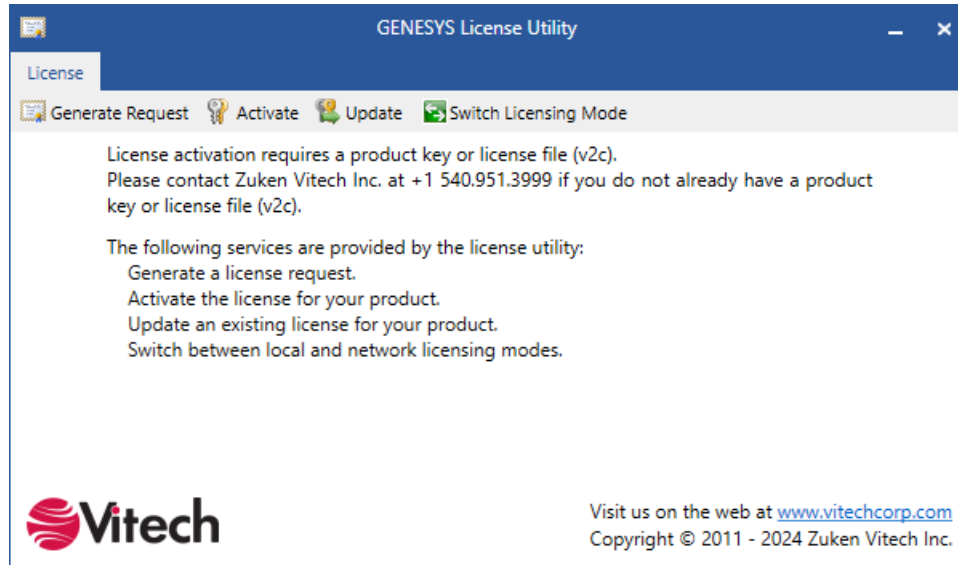 GENESYS License Utility
License
Generate Request Activate Update Switch Licensing Mode
License activation requires a product key or license file (v2c).
Please contact Zuken Vitech Inc. at +1 540.951.3999 if you do not already have a product
key or license file (v2c).
The following services are provided by the license utility:
Generate a license request.
Activate the license for your product.
Update an existing license for your product.
Switch between local and network licensing modes.
Vitech
Visit us on the web at www.vitechcorp.com
Copyright © 2011 - 2024 Zuken Vitech Inc.